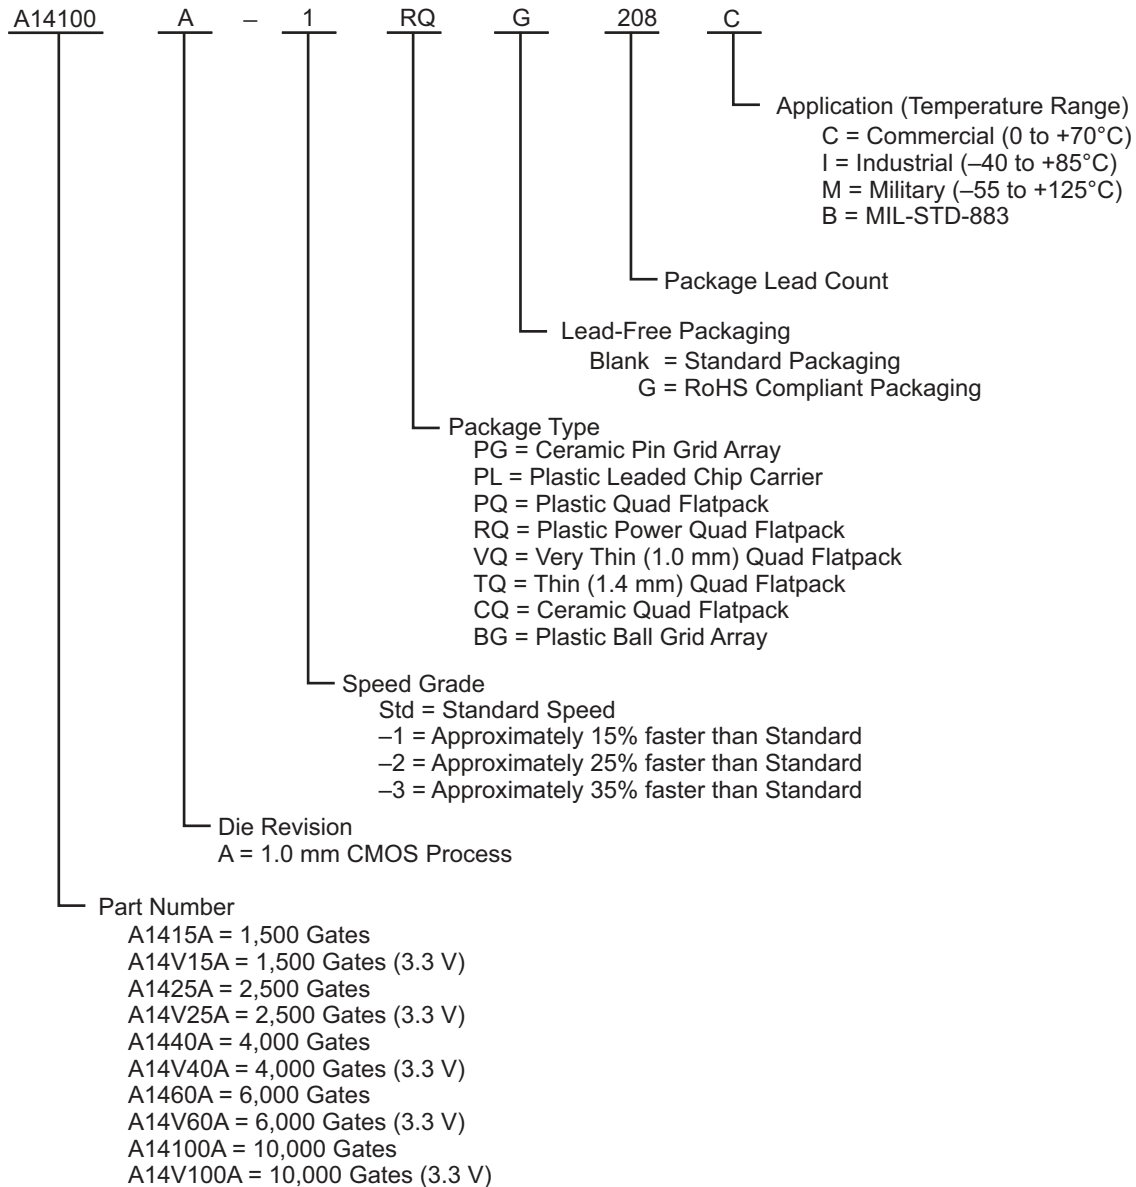 A14100 A – 1 RQ G 208 C
Application (Temperature Range)
C = Commercial (0 to +70°C)
I = Industrial (–40 to +85°C)
M = Military (–55 to +125°C)
B = MIL-STD-883
Package Lead Count
Lead-Free Packaging
Blank = Standard Packaging
G = RoHS Compliant Packaging
Package Type
PG = Ceramic Pin Grid Array
PL = Plastic Leaded Chip Carrier
PQ = Plastic Quad Flatpack
RQ = Plastic Power Quad Flatpack
VQ = Very Thin (1.0 mm) Quad Flatpack
TQ = Thin (1.4 mm) Quad Flatpack
CQ = Ceramic Quad Flatpack
BG = Plastic Ball Grid Array
Speed Grade
Std = Standard Speed
–1 = Approximately 15% faster than Standard
–2 = Approximately 25% faster than Standard
–3 = Approximately 35% faster than Standard
Die Revision
A = 1.0 mm CMOS Process
Part Number
A1415A = 1,500 Gates
A14V15A = 1,500 Gates (3.3 V)
A1425A = 2,500 Gates
A14V25A = 2,500 Gates (3.3 V)
A1440A = 4,000 Gates
A14V40A = 4,000 Gates (3.3 V)
A1460A = 6,000 Gates
A14V60A = 6,000 Gates (3.3 V)
A14100A = 10,000 Gates
A14V100A = 10,000 Gates (3.3 V)